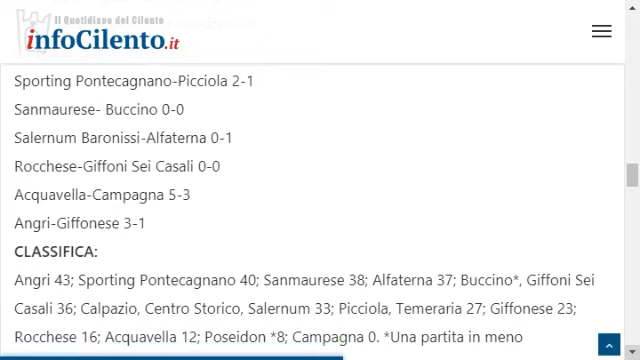 Il Quotidiano del Cilento
infoCilento.it
Sporting Pontecagnano-Picciola 2-1
Sanmaurese- Buccino 0-0
Salernum Baronissi-Alfaterna 0-1
Rocchese-Giffoni Sei Casali 0-0
Acquavella-Campagna 5-3
Angri-Giffonese 3-1
CLASSIFICA:
Angri 43; Sporting Pontecagnano 40; Sanmaurese 38; Alfaterna 37; Buccino*, Giffoni Sei
Casali 36; Calpazio, Centro Storico, Salernum 33; Picciola, Temeraria 27; Giffonese 23;
Rocchese 16; Acquavella 12; Poseidon *8; Campagna 0. *Una partita in meno